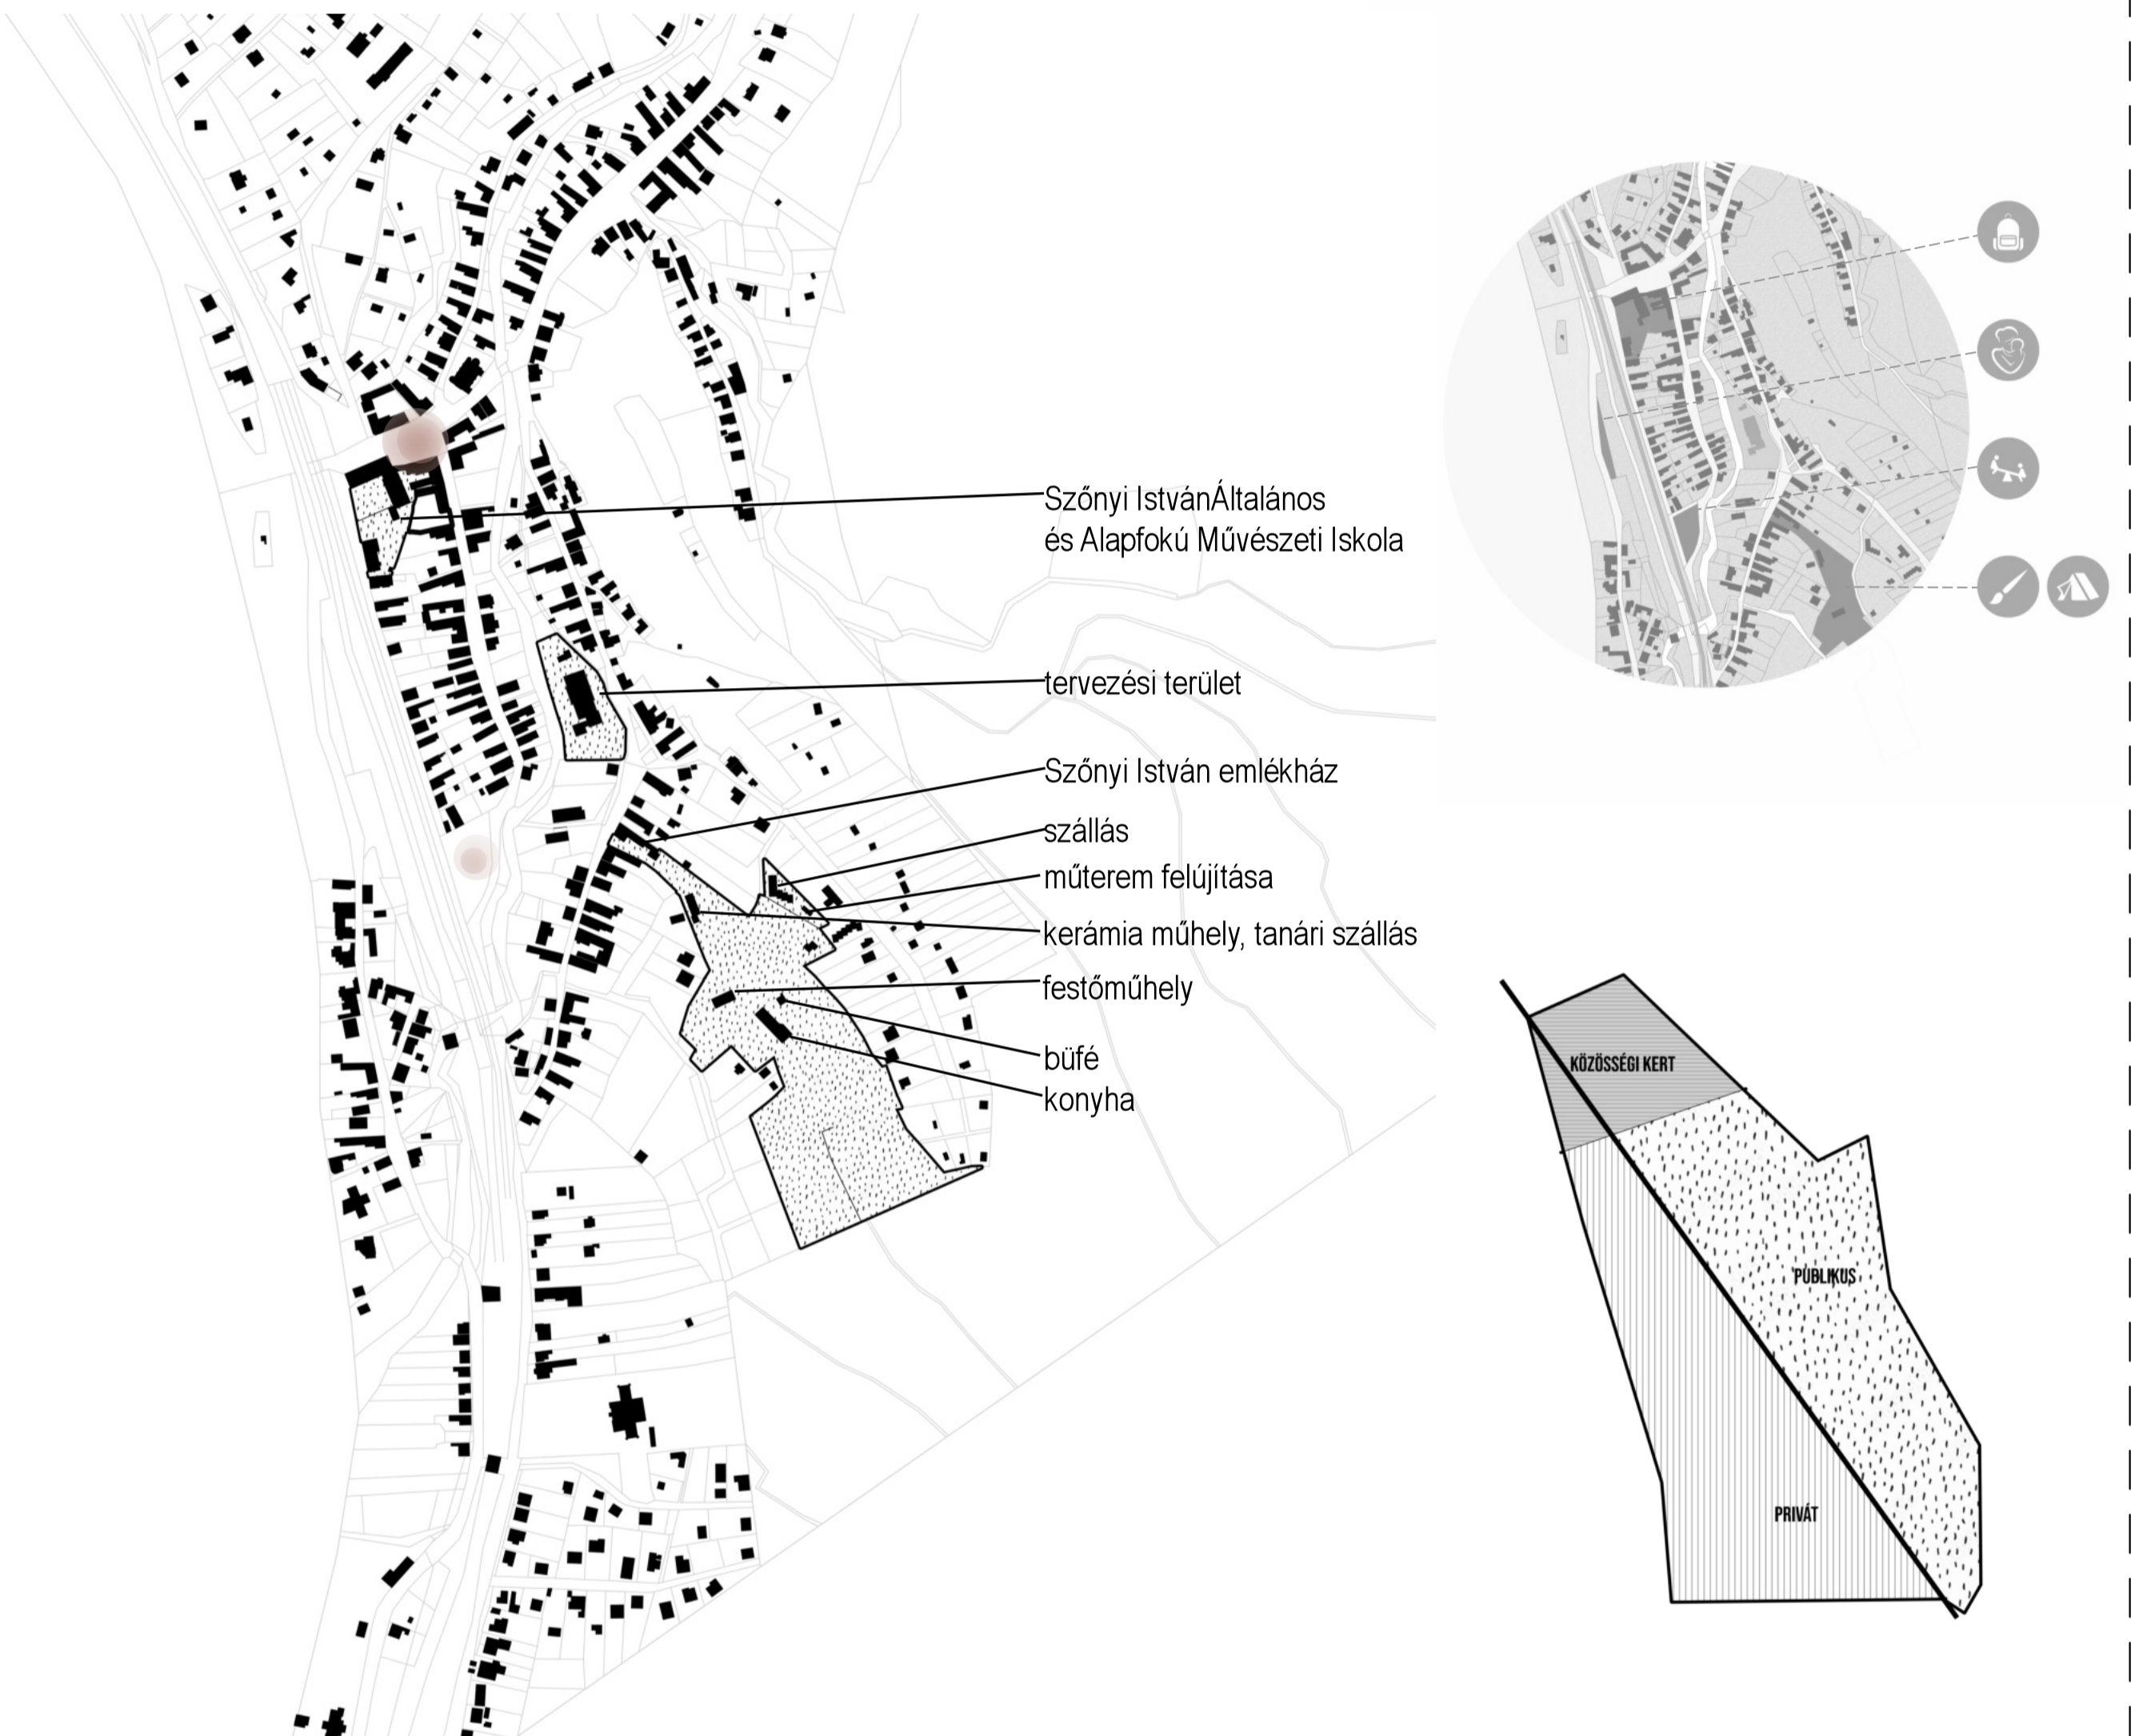 Szőnyi IstvánÁltalános
és Alapfokú Művészeti Iskola
tervezési terület
Szőnyi István emlékház
szállás
műterem felújítása
kerámia műhely, tanári szállás
festőműhely
büfé
konyha
KÖZÖSSÉGI KERT
PUBLIKUS
PRIVÁT